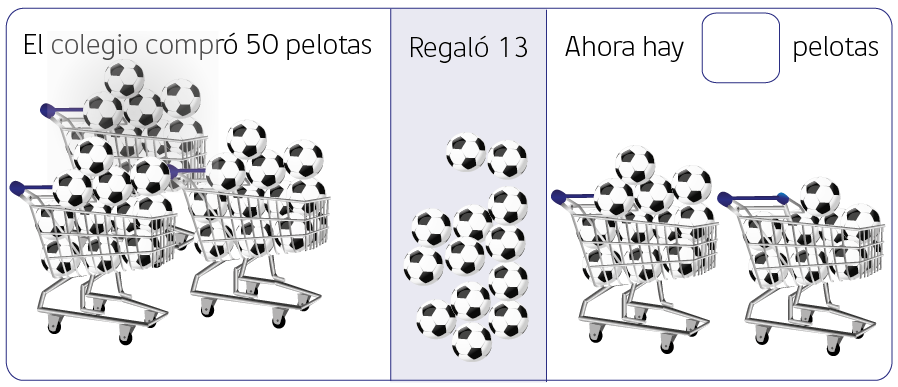 El colegio compró 50 pelotas
Regaló 13
Ahora hay pelotas